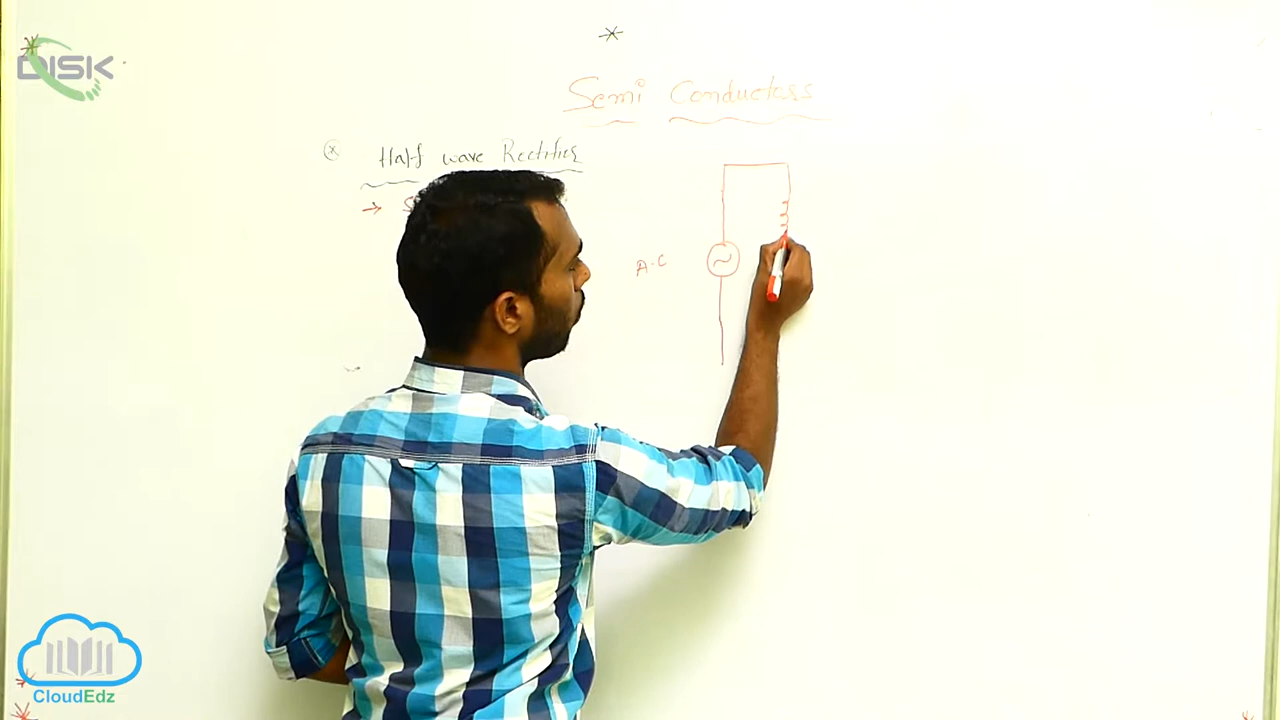 DISK
Semi Conductors
Half wave Rectifier
A-C
CloudEdz